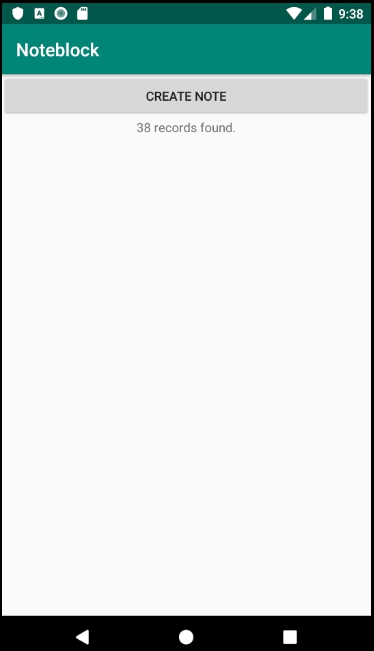 9:38
Noteblock
CREATE NOTE
38 records found.